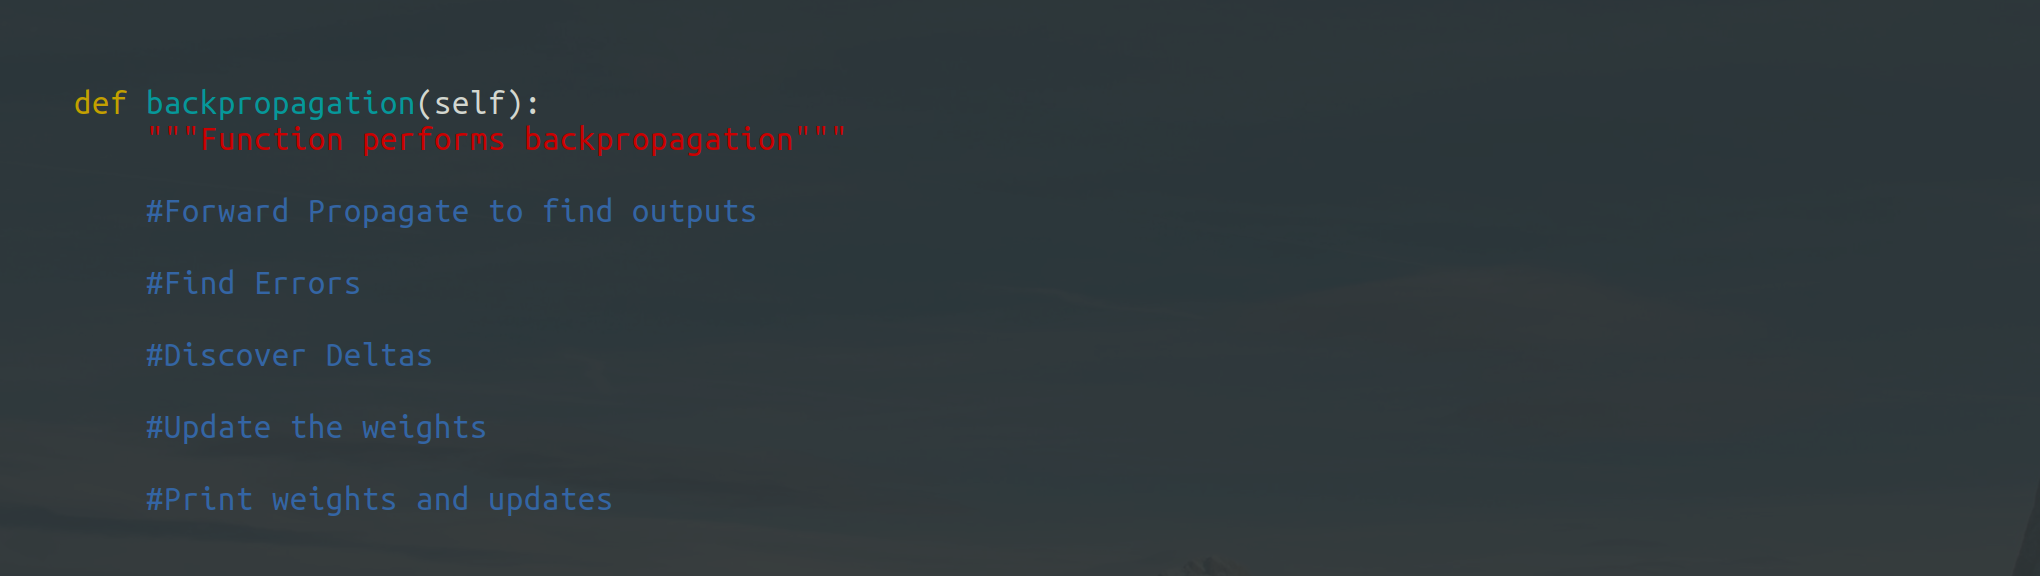 def backpropagation(self):
"""Function performs backpropagation"""
#Forward Propagate to find outputs
#Find Errors
#Discover Deltas
#Update the weights
#Print weights and updates